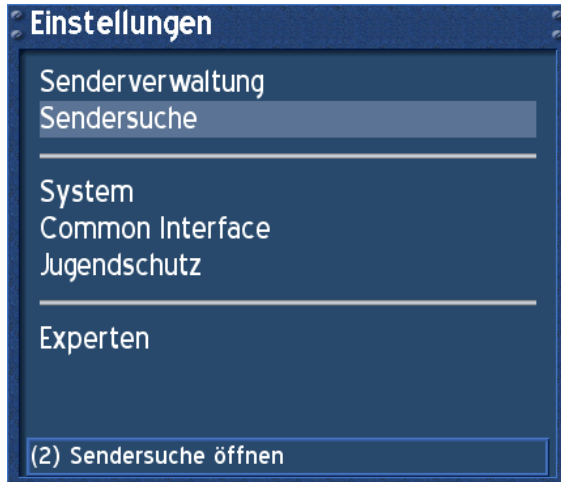 Einstellungen
Senderverwaltung
Sendersuche
System
Common Interface
Jugendschutz
Experten
(2) Sendersuche öffnen